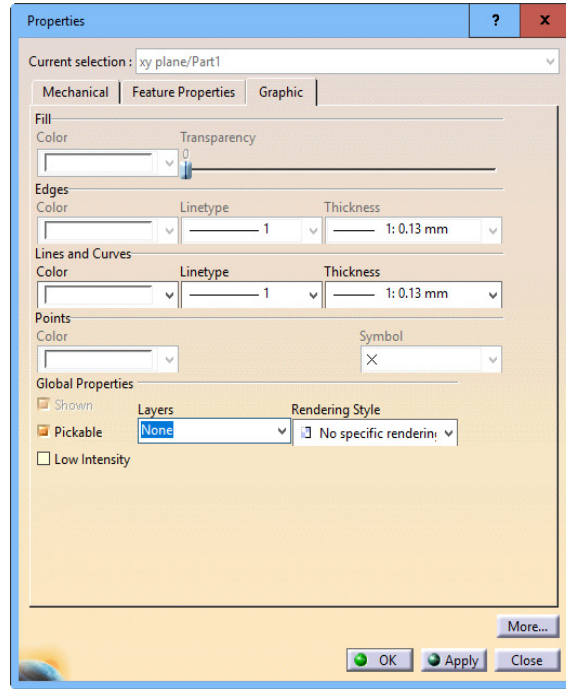 Properties ? x
Current selection : xy plane/Part1
Mechanical Feature Properties Graphic
Fill
Color Transparency
0
Edges
Color Linetype Thickness
1 1: 0.13 mm
Lines and Curves
Color Linetype Thickness
1 1: 0.13 mm
Points
Color Symbol
Global Properties
Shown Layers Rendering Style
Pickable None No specific rendering
Low Intensity
More...
OK Apply Close